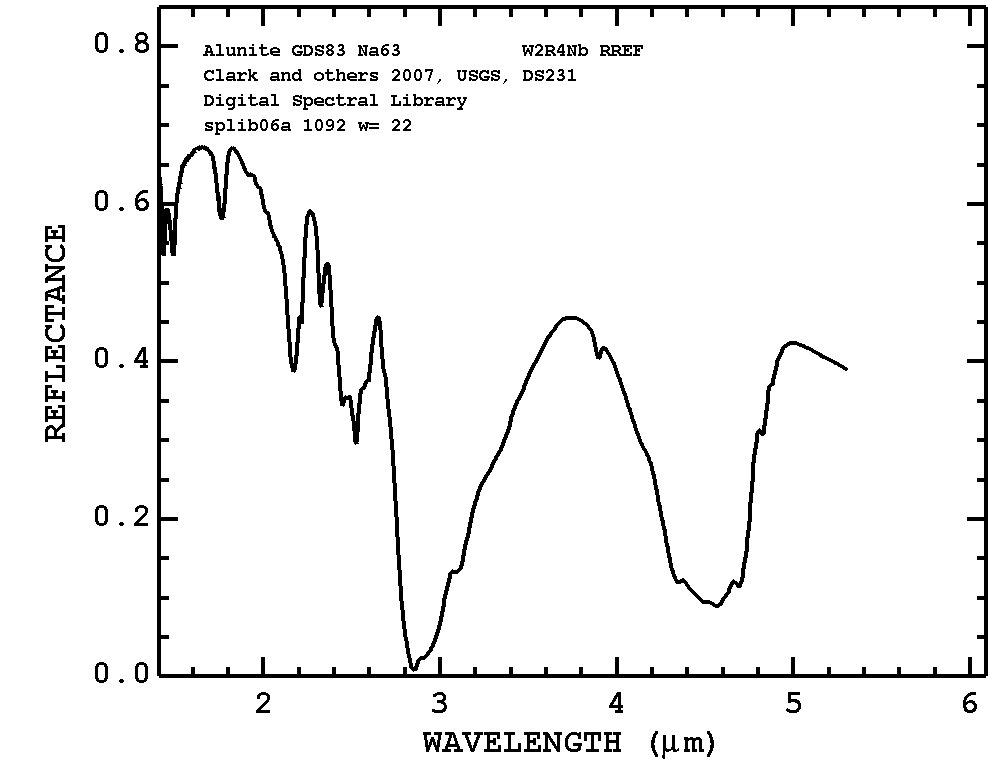 0.8
Alunite GDS83 Na63 W2R4Nb RREF
Clark and others 2007, USGS, DS231
Digital Spectral Library
splib06a 1092 w= 22
0.6
REFLECTANCE
0.4
0.2
0.0
2 3 4 5 6
WAVELENGTH (μm)